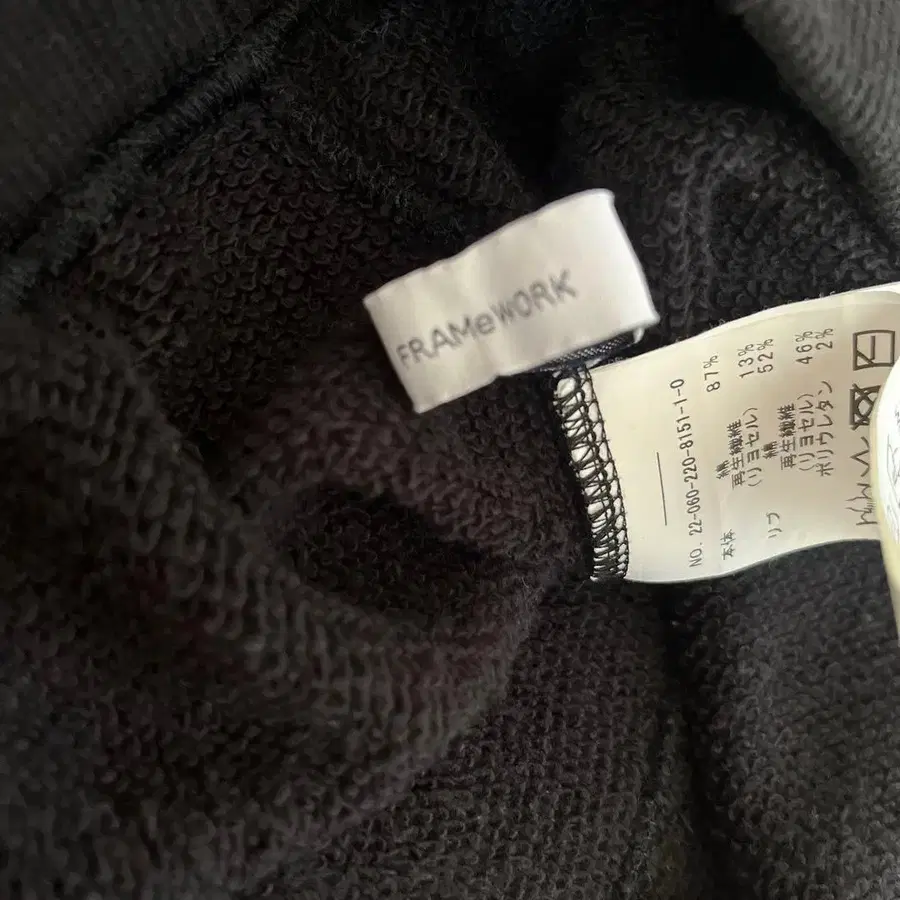 FRAMeWORK
NO. 22-060-220-8151-1-0
本体 綿 87%
再生繊維
(リヨセル) 13%
リブ 綿 52%
再生繊維
(リヨセル) 46%
ポリウレタン 2%